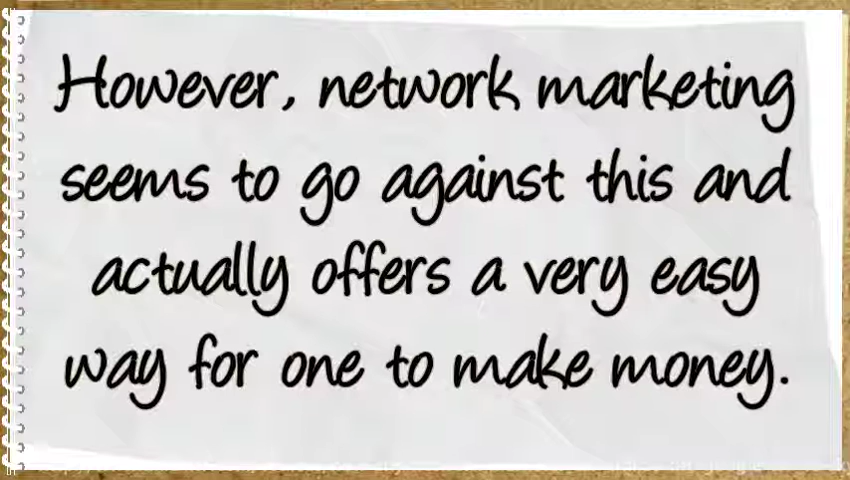 However, network marketing
seems to go against this and
actually offers a very easy
way for one to make money.